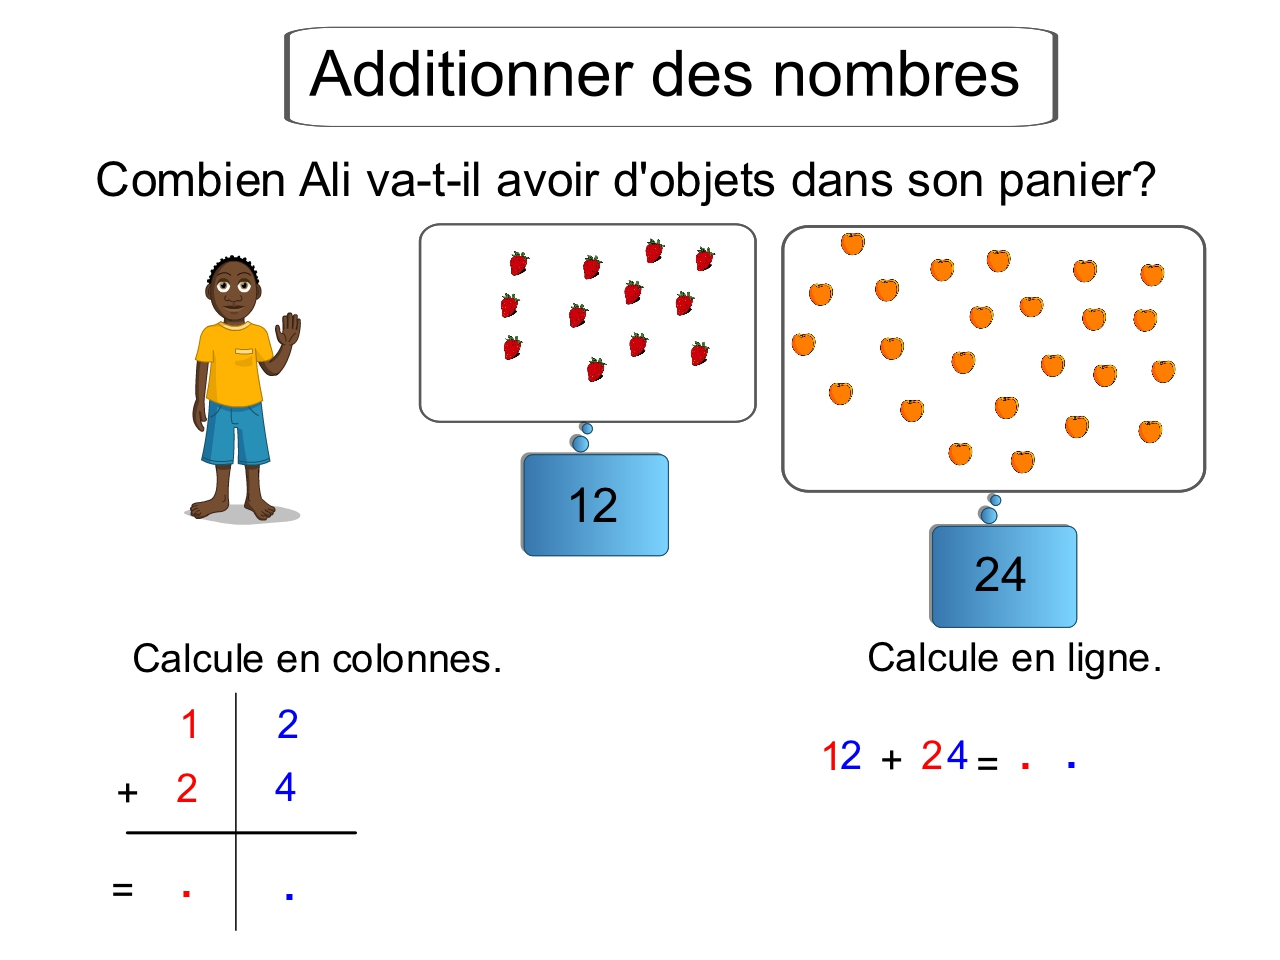 Additionner des nombres
Combien Ali va-t-il avoir d'objets dans son panier?
12
24
Calcule en colonnes.
1 2
+ 2 4
= . .
Calcule en ligne.
12 + 24 = . .